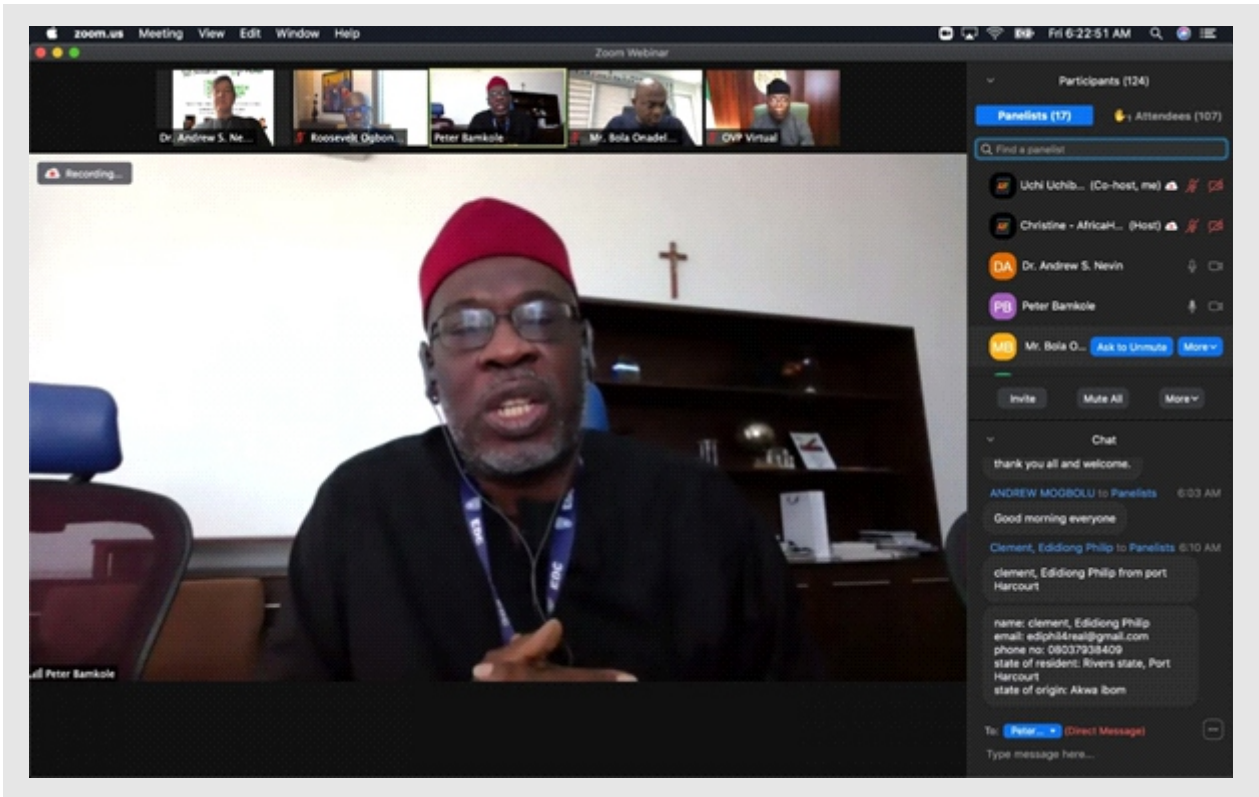 zoom.us Meeting View Edit Window Help
Fri 6:22:51 AM
Zoom Webinar
Dr. Andrew S. Ne...
Roosevelt Ogbon...
Peter Bamkole
Mr. Bola Onadel...
OVP Virtual
Recording...
EDC
EDC
Peter Bamkole
Participants (124)
Panelists (17)
Attendees (107)
Find a panelist
Uchi Uchib... (Co-host, me)
Christine - AfricaH... (Host)
DA Dr. Andrew S. Nevin
PB Peter Bamkole
MB Mr. Bola O... Ask to Unmute More
Invite Mute All More
Chat
thank you all and welcome.
ANDREW MOGBOLU to Panelists 6:03 AM
Good morning everyone
Clement, Edidiong Philip to Panelists 6:10 AM
clement, Edidiong Philip from port
Harcourt
name: clement, Edidiong Philip
email: ediphil4real@gmail.com
phone no: 08037938409
state of resident: Rivers state, Port
Harcourt
state of origin: Akwa ibom
To: Peter... (Direct Message)
Type message here...